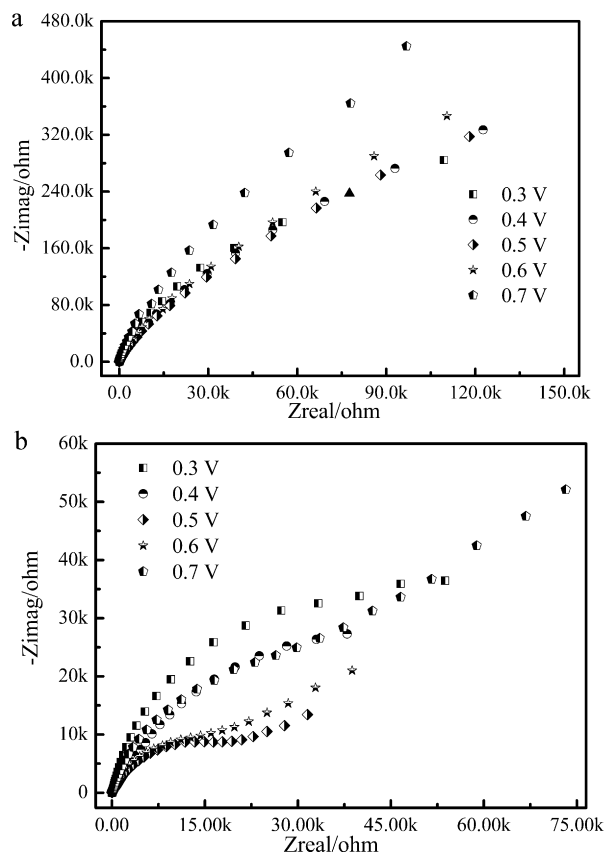 a
480.0k
400.0k
320.0k
240.0k
160.0k
80.0k
0.0
-Zimag/ohm
0.3 V
0.4 V
0.5 V
0.6 V
0.7 V
0.0 30.0k 60.0k 90.0k 120.0k 150.0k
Zreal/ohm
b
60k
50k
40k
30k
20k
10k
0
-Zimag/ohm
0.3 V
0.4 V
0.5 V
0.6 V
0.7 V
0.00 15.00k 30.00k 45.00k 60.00k 75.00k
Zreal/ohm